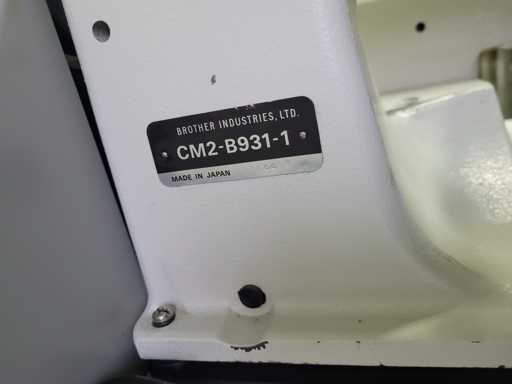 BROTHER INDUSTRIES, LTD.
CM2-B931-1
MADE IN JAPAN